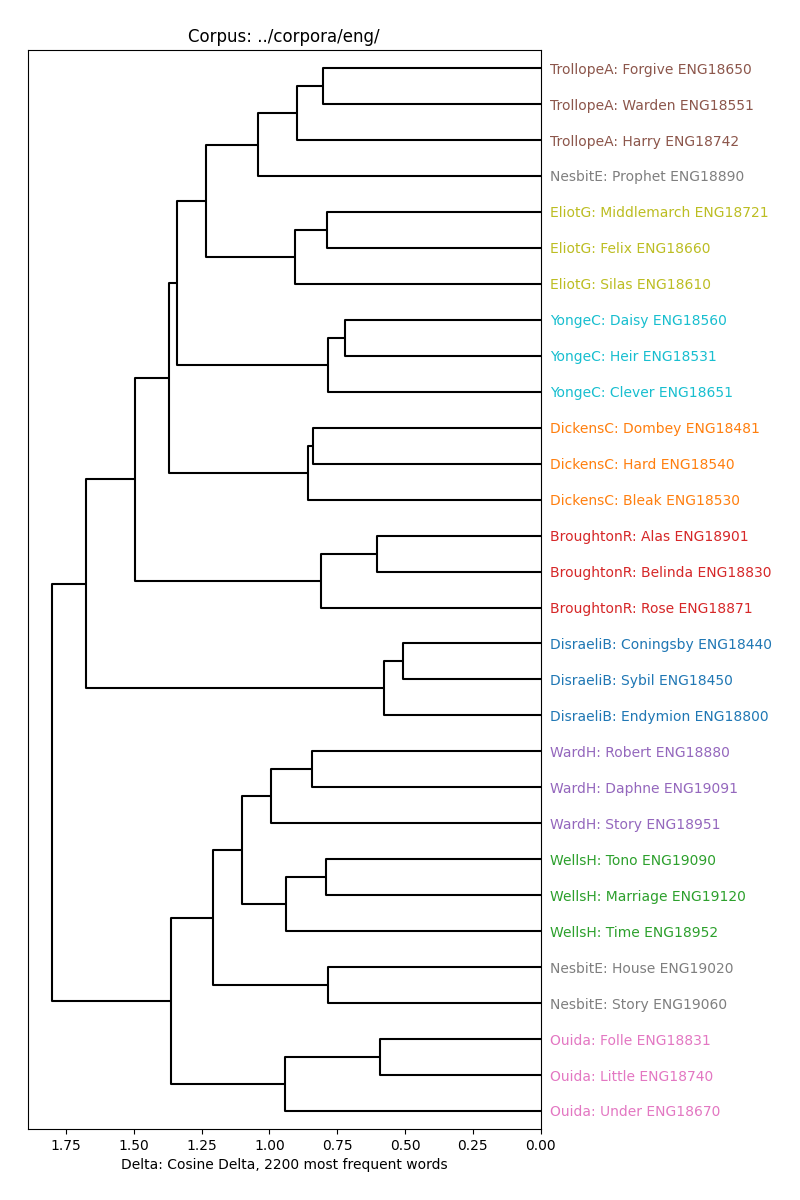 Corpus: ../corpora/eng/
TrollopeA: Forgive ENG18650
TrollopeA: Warden ENG18551
TrollopeA: Harry ENG18742
NesbitE: Prophet ENG18890
EliotG: Middlemarch ENG18721
EliotG: Felix ENG18660
EliotG: Silas ENG18610
YongeC: Daisy ENG18560
YongeC: Heir ENG18531
YongeC: Clever ENG18651
DickensC: Dombey ENG18481
DickensC: Hard ENG18540
DickensC: Bleak ENG18530
BroughtonR: Alas ENG18901
BroughtonR: Belinda ENG18830
BroughtonR: Rose ENG18871
DisraeliB: Coningsby ENG18440
DisraeliB: Sybil ENG18450
DisraeliB: Endymion ENG18800
WardH: Robert ENG18880
WardH: Daphne ENG19091
WardH: Story ENG18951
WellsH: Tono ENG19090
WellsH: Marriage ENG19120
WellsH: Time ENG18952
NesbitE: House ENG19020
NesbitE: Story ENG19060
Ouida: Folle ENG18831
Ouida: Little ENG18740
Ouida: Under ENG18670
1.75 1.50 1.25 1.00 0.75 0.50 0.25 0.00
Delta: Cosine Delta, 2200 most frequent words